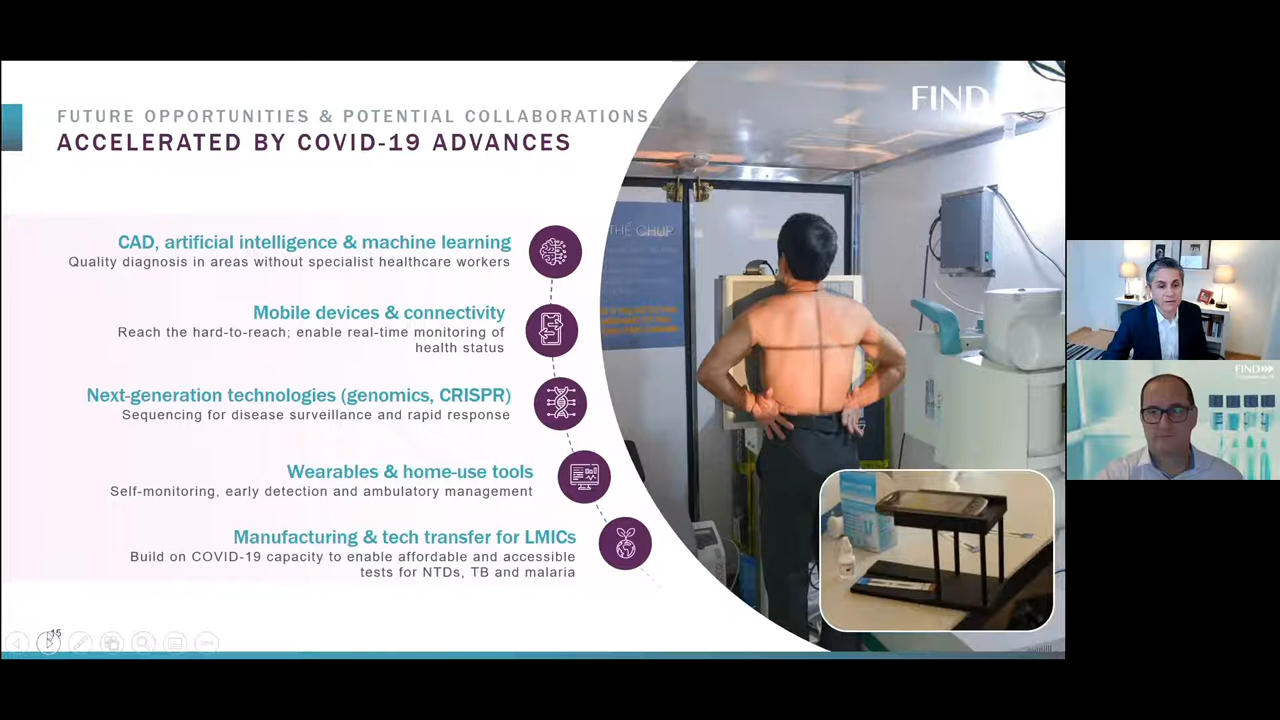 FUTURE OPPORTUNITIES & POTENTIAL COLLABORATIONS
ACCELERATED BY COVID-19 ADVANCES
FIND
CAD, artificial intelligence & machine learning
Quality diagnosis in areas without specialist healthcare workers
Mobile devices & connectivity
Reach the hard-to-reach; enable real-time monitoring of
health status
Next-generation technologies (genomics, CRISPR)
Sequencing for disease surveillance and rapid response
Wearables & home-use tools
Self-monitoring, early detection and ambulatory management
Manufacturing & tech transfer for LMICs
Build on COVID-19 capacity to enable affordable and accessible
tests for NTDs, TB and malaria
15
THẾ CHỤP
FIND